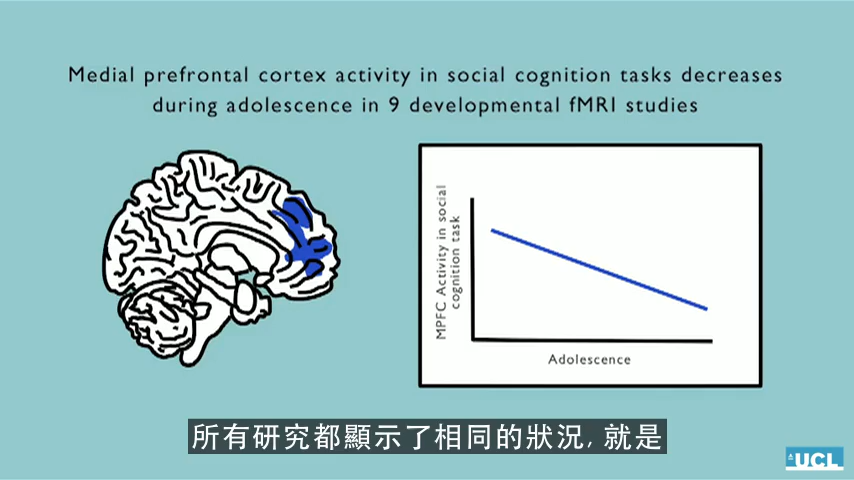 Medial prefrontal cortex activity in social cognition tasks decreases
during adolescence in 9 developmental fMRI studies
MPFC Activity in social
cognition task
Adolescence
所有研究都顯示了相同的狀況, 就是
UCL